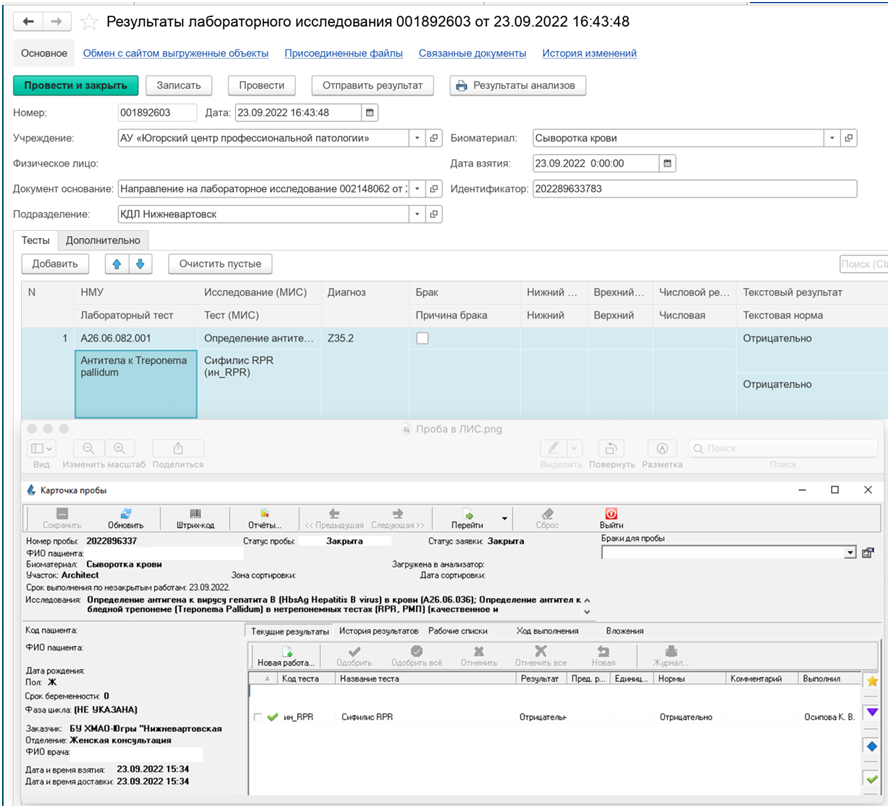 Результаты лабораторного исследования 001892603 от 23.09.2022 16:43:48
Основное Обмен с сайтом выгруженные объекты Присоединенные файлы Связанные документы История изменений
Провести и закрыть Записать Провести Отправить результат Результаты анализов
Номер: 001892603 Дата: 23.09.2022 16:43:48
Учреждение: АУ «Югорский центр профессиональной патологии» Биоматериал: Сыворотка крови
Физическое лицо: Дата взятия: 23.09.2022 0:00:00
Документ основание: Направление на лабораторное исследование 002148062 от Идентификатор: 202289633783
Подразделение: КДЛ Нижневартовск
Тесты Дополнительно
Добавить Очистить пустые Поиск (Ctr
N НМУ Исследование (МИС) Диагноз Брак Нижний ... Врехний... Числовой ре... Текстовый результат
Лабораторный тест Тест (МИС) Причина брака Нижний Верхний Числовая Текстовая норма
1 A26.06.082.001 Определение антите... Z35.2 Отрицательно
Антитела к Treponema Сифилис RPR
pallidum (ин_RPR)
Отрицательно
Проба в ЛИС.png
Поиск
Вид Изменить масштаб Поделиться Выделить Повернуть Разметка Поиск
Карточка пробы
Сохранить Обновить Штрих-код Отчёты... << Предыдущая Следующая >> Перейти Сброс Выйти
Номер пробы: 2022896337 Статус пробы: Закрыта Статус заявки: Закрыта Браки для пробы
ФИО пациента:
Биоматериал: Сыворотка крови Загружена в анализатор:
Участок: Architect Зона сортировки: Дата сортировки:
Срок выполнения по незакрытым работам: 23.09.2022.
Исследования: Определение антигена к вирусу гепатита B (HbsAg Hepatitis B virus) в крови (A26.06.036); Определение антител к
бледной трепонеме (Treponema Pallidum) в нетрепонемных тестах (RPR, РМП) (качественное и
Код пациента: Текущие результаты История результатов Рабочие списки Ход выполнения Вложения
ФИО пациента: Новая работа... Одобрить Одобрить всё Отменить Отменить все Новая Журнал...
Дата рождения: Код теста Название теста Результат Пред. р... Единиц... Нормы Комментарий Выполнил
Пол: Ж
Срок беременности: 0
Фаза цикла: (НЕ УКАЗАНА) ин_RPR Сифилис RPR Отрицательн Отрицательно Осипова К. В.
Заказчик: БУ ХМАО-Югры "Нижневартовская
Отделение: Женская консультация
ФИО врача:
Дата и время взятия: 23.09.2022 15:34
Дата и время доставки: 23.09.2022 15:34